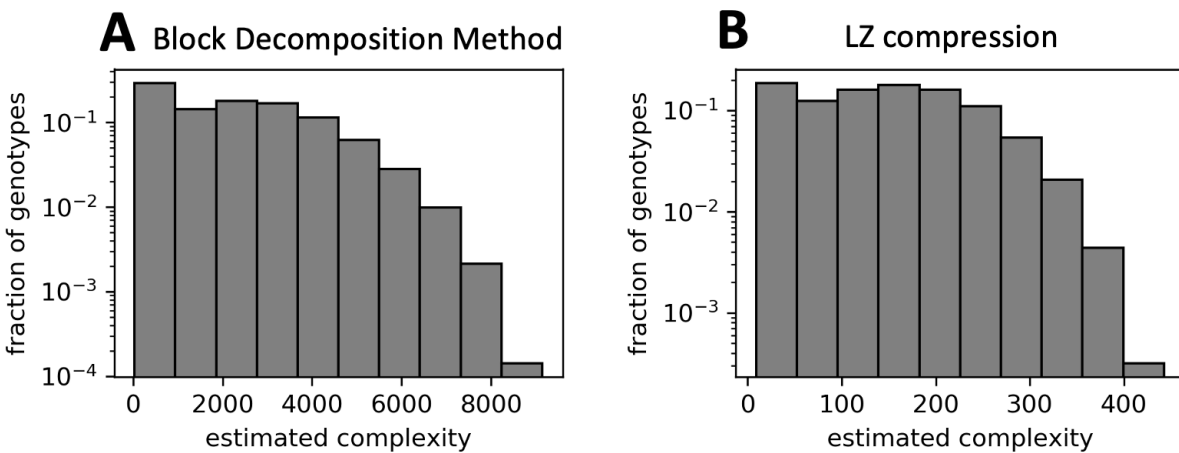 A Block Decomposition Method
fraction of genotypes
10⁻¹
10⁻²
10⁻³
10⁻⁴
0 2000 4000 6000 8000
estimated complexity
B LZ compression
fraction of genotypes
10⁻¹
10⁻²
10⁻³
0 100 200 300 400
estimated complexity